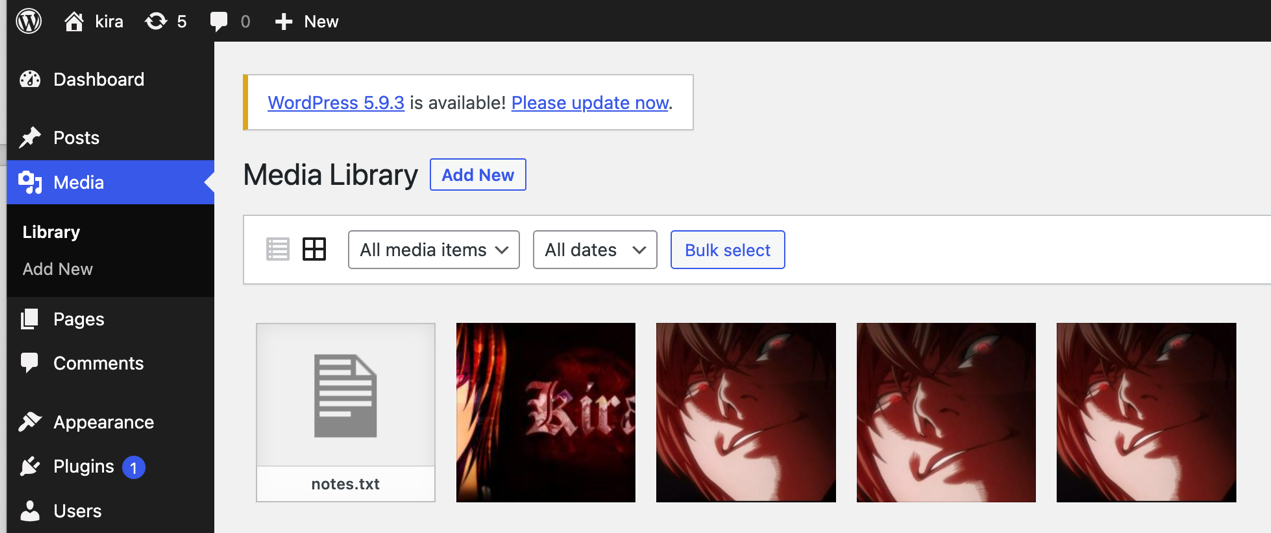 kira 5 0 New
Dashboard
Posts
Media
Library
Add New
Pages
Comments
Appearance
Plugins 1
Users
WordPress 5.9.3 is available! Please update now.
Media Library Add New
All media items All dates Bulk select
kira
notes.txt